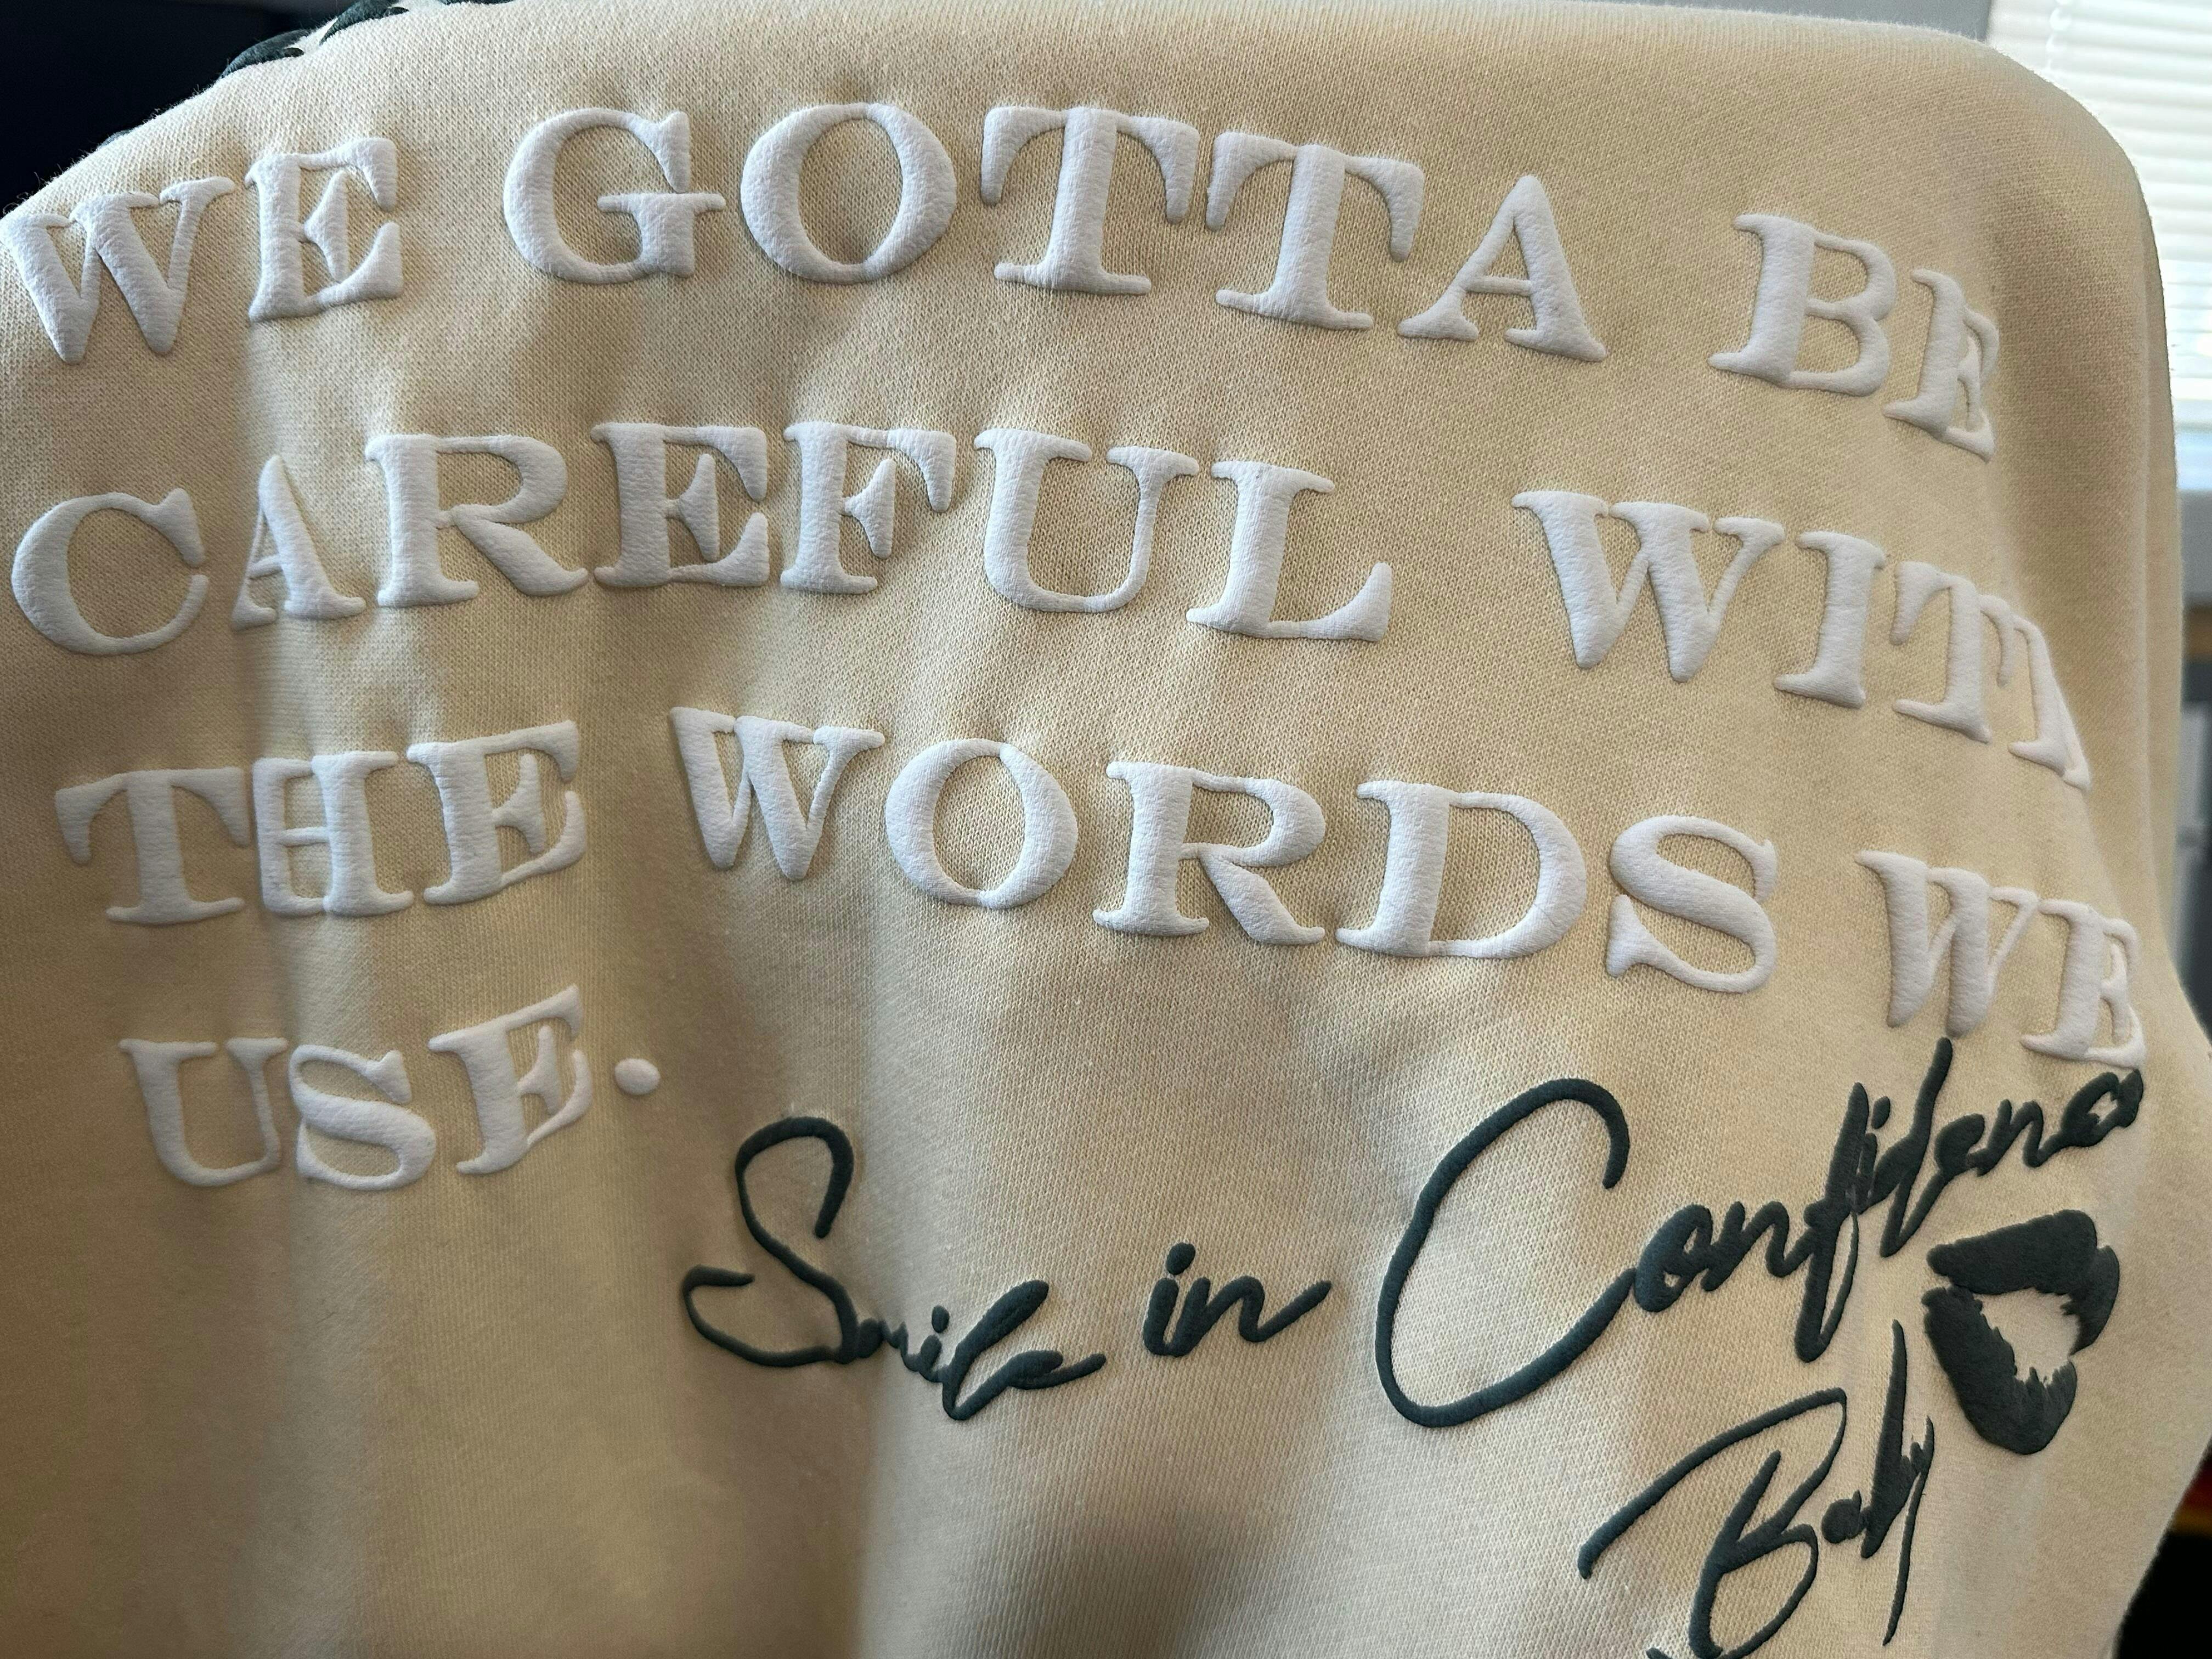 WE GOTTA BE
CAREFUL WITH
THE WORDS WE
USE.
Smile in Confidence
Baby